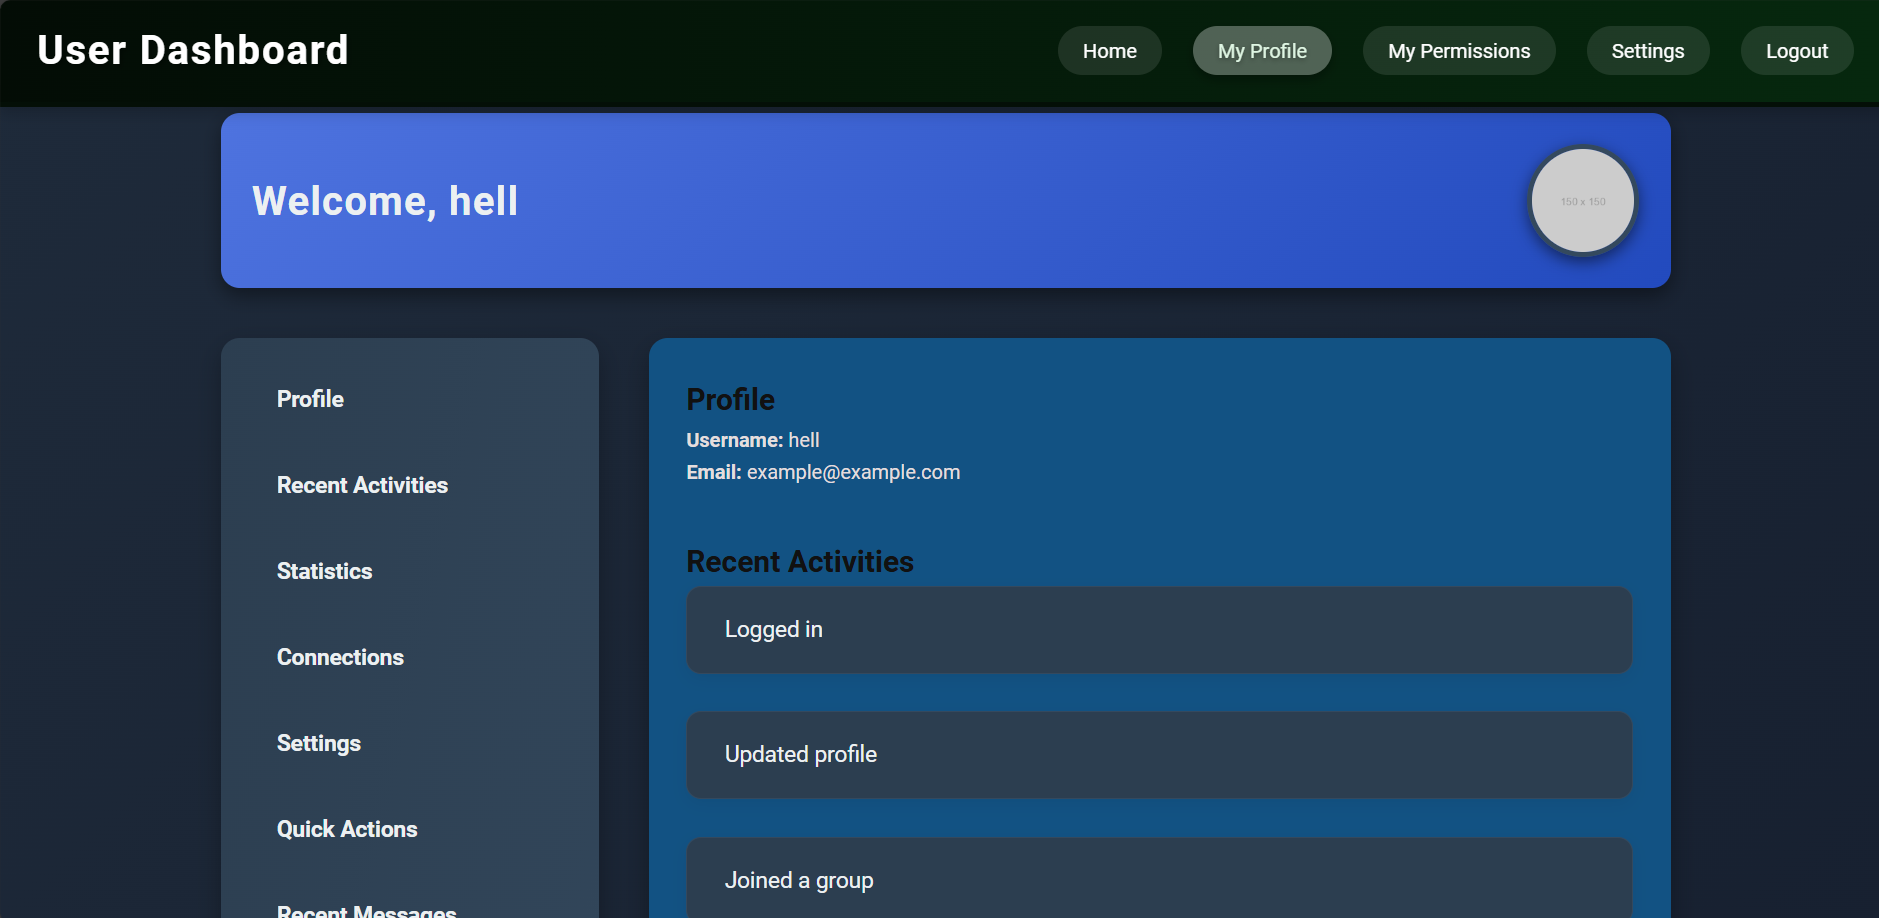 User Dashboard
Home
My Profile
My Permissions
Settings
Logout
Welcome, hell
150 x 150
Profile
Recent Activities
Statistics
Connections
Settings
Quick Actions
Recent Messages
Profile
Username: hell
Email: example@example.com
Recent Activities
Logged in
Updated profile
Joined a group